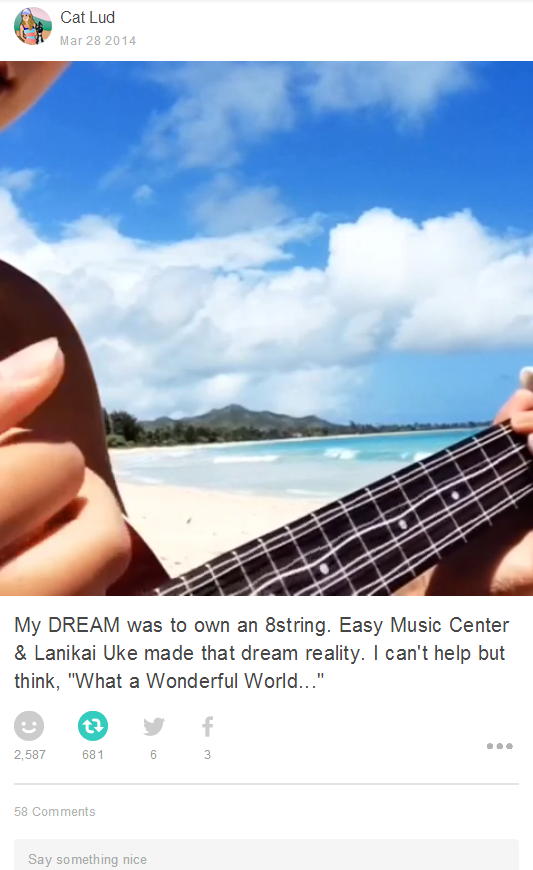 Cat Lud
Mar 28 2014
My DREAM was to own an 8string. Easy Music Center
& Lanikai Uke made that dream reality. I can't help but
think, "What a Wonderful World..."
2,587 681 6 3
58 Comments
Say something nice